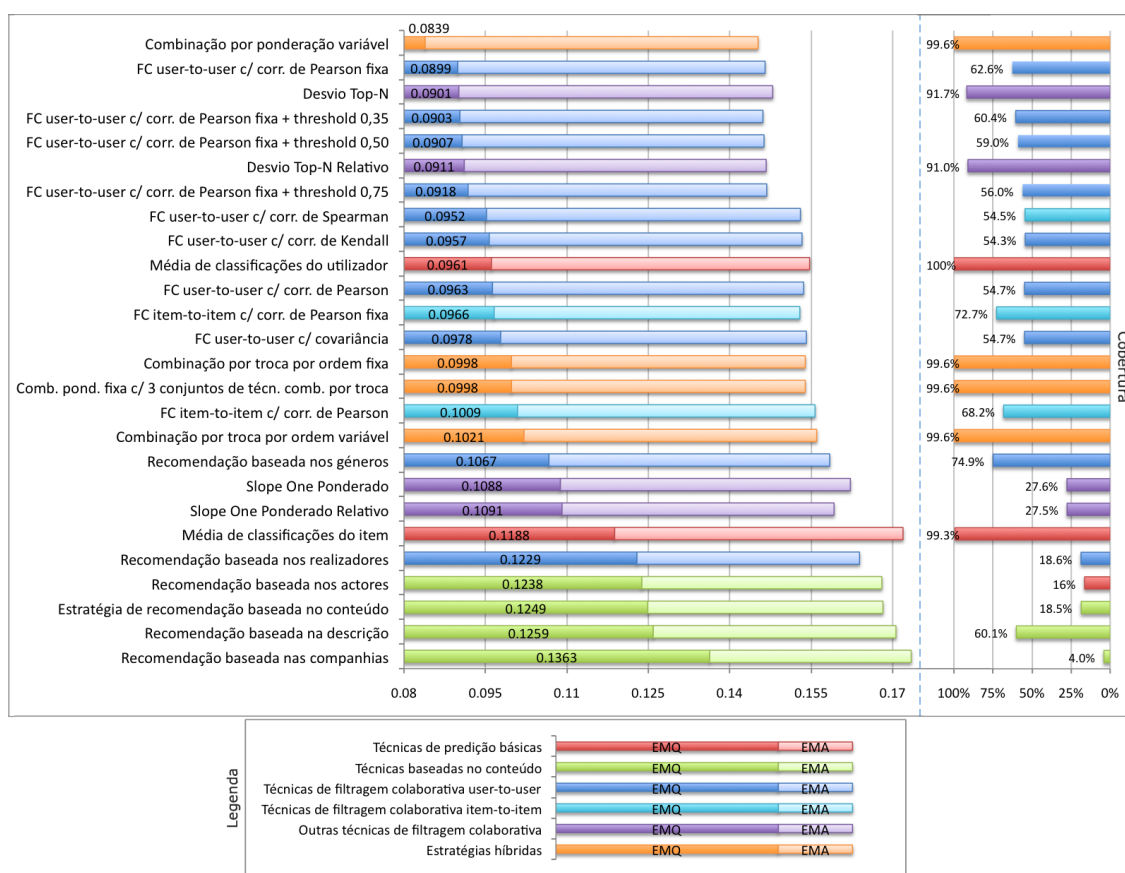 0.0839
Combinação por ponderação variável 99.6%
FC user-to-user c/ corr. de Pearson fixa 0.0899 62.6%
Desvio Top-N 0.0901 91.7%
FC user-to-user c/ corr. de Pearson fixa + threshold 0,35 0.0903 60.4%
FC user-to-user c/ corr. de Pearson fixa + threshold 0,50 0.0907 59.0%
Desvio Top-N Relativo 0.0911 91.0%
FC user-to-user c/ corr. de Pearson fixa + threshold 0,75 0.0918 56.0%
FC user-to-user c/ corr. de Spearman 0.0952 54.5%
FC user-to-user c/ corr. de Kendall 0.0957 54.3%
Média de classificações do utilizador 0.0961 100%
FC user-to-user c/ corr. de Pearson 0.0963 54.7%
FC item-to-item c/ corr. de Pearson fixa 0.0966 72.7%
FC user-to-user c/ covariância 0.0978 54.7%
Combinação por troca por ordem fixa 0.0998 99.6%
Comb. pond. fixa c/ 3 conjuntos de técn. comb. por troca 0.0998 99.6%
FC item-to-item c/ corr. de Pearson 0.1009 68.2%
Combinação por troca por ordem variável 0.1021 99.6%
Recomendação baseada nos géneros 0.1067 74.9%
Slope One Ponderado 0.1088 27.6%
Slope One Ponderado Relativo 0.1091 27.5%
Média de classificações do item 0.1188 99.3%
Recomendação baseada nos realizadores 0.1229 18.6%
Recomendação baseada nos actores 0.1238 16%
Estratégia de recomendação baseada no conteúdo 0.1249 18.5%
Recomendação baseada na descrição 0.1259 60.1%
Recomendação baseada nas companhias 0.1363 4.0%
0.08 0.095 0.11 0.125 0.14 0.155 0.17 100% 75% 50% 25% 0%
Cobertura
Legenda
Técnicas de predição básicas EMQ EMA
Técnicas baseadas no conteúdo EMQ EMA
Técnicas de filtragem colaborativa user-to-user EMQ EMA
Técnicas de filtragem colaborativa item-to-item EMQ EMA
Outras técnicas de filtragem colaborativa EMQ EMA
Estratégias híbridas EMQ EMA